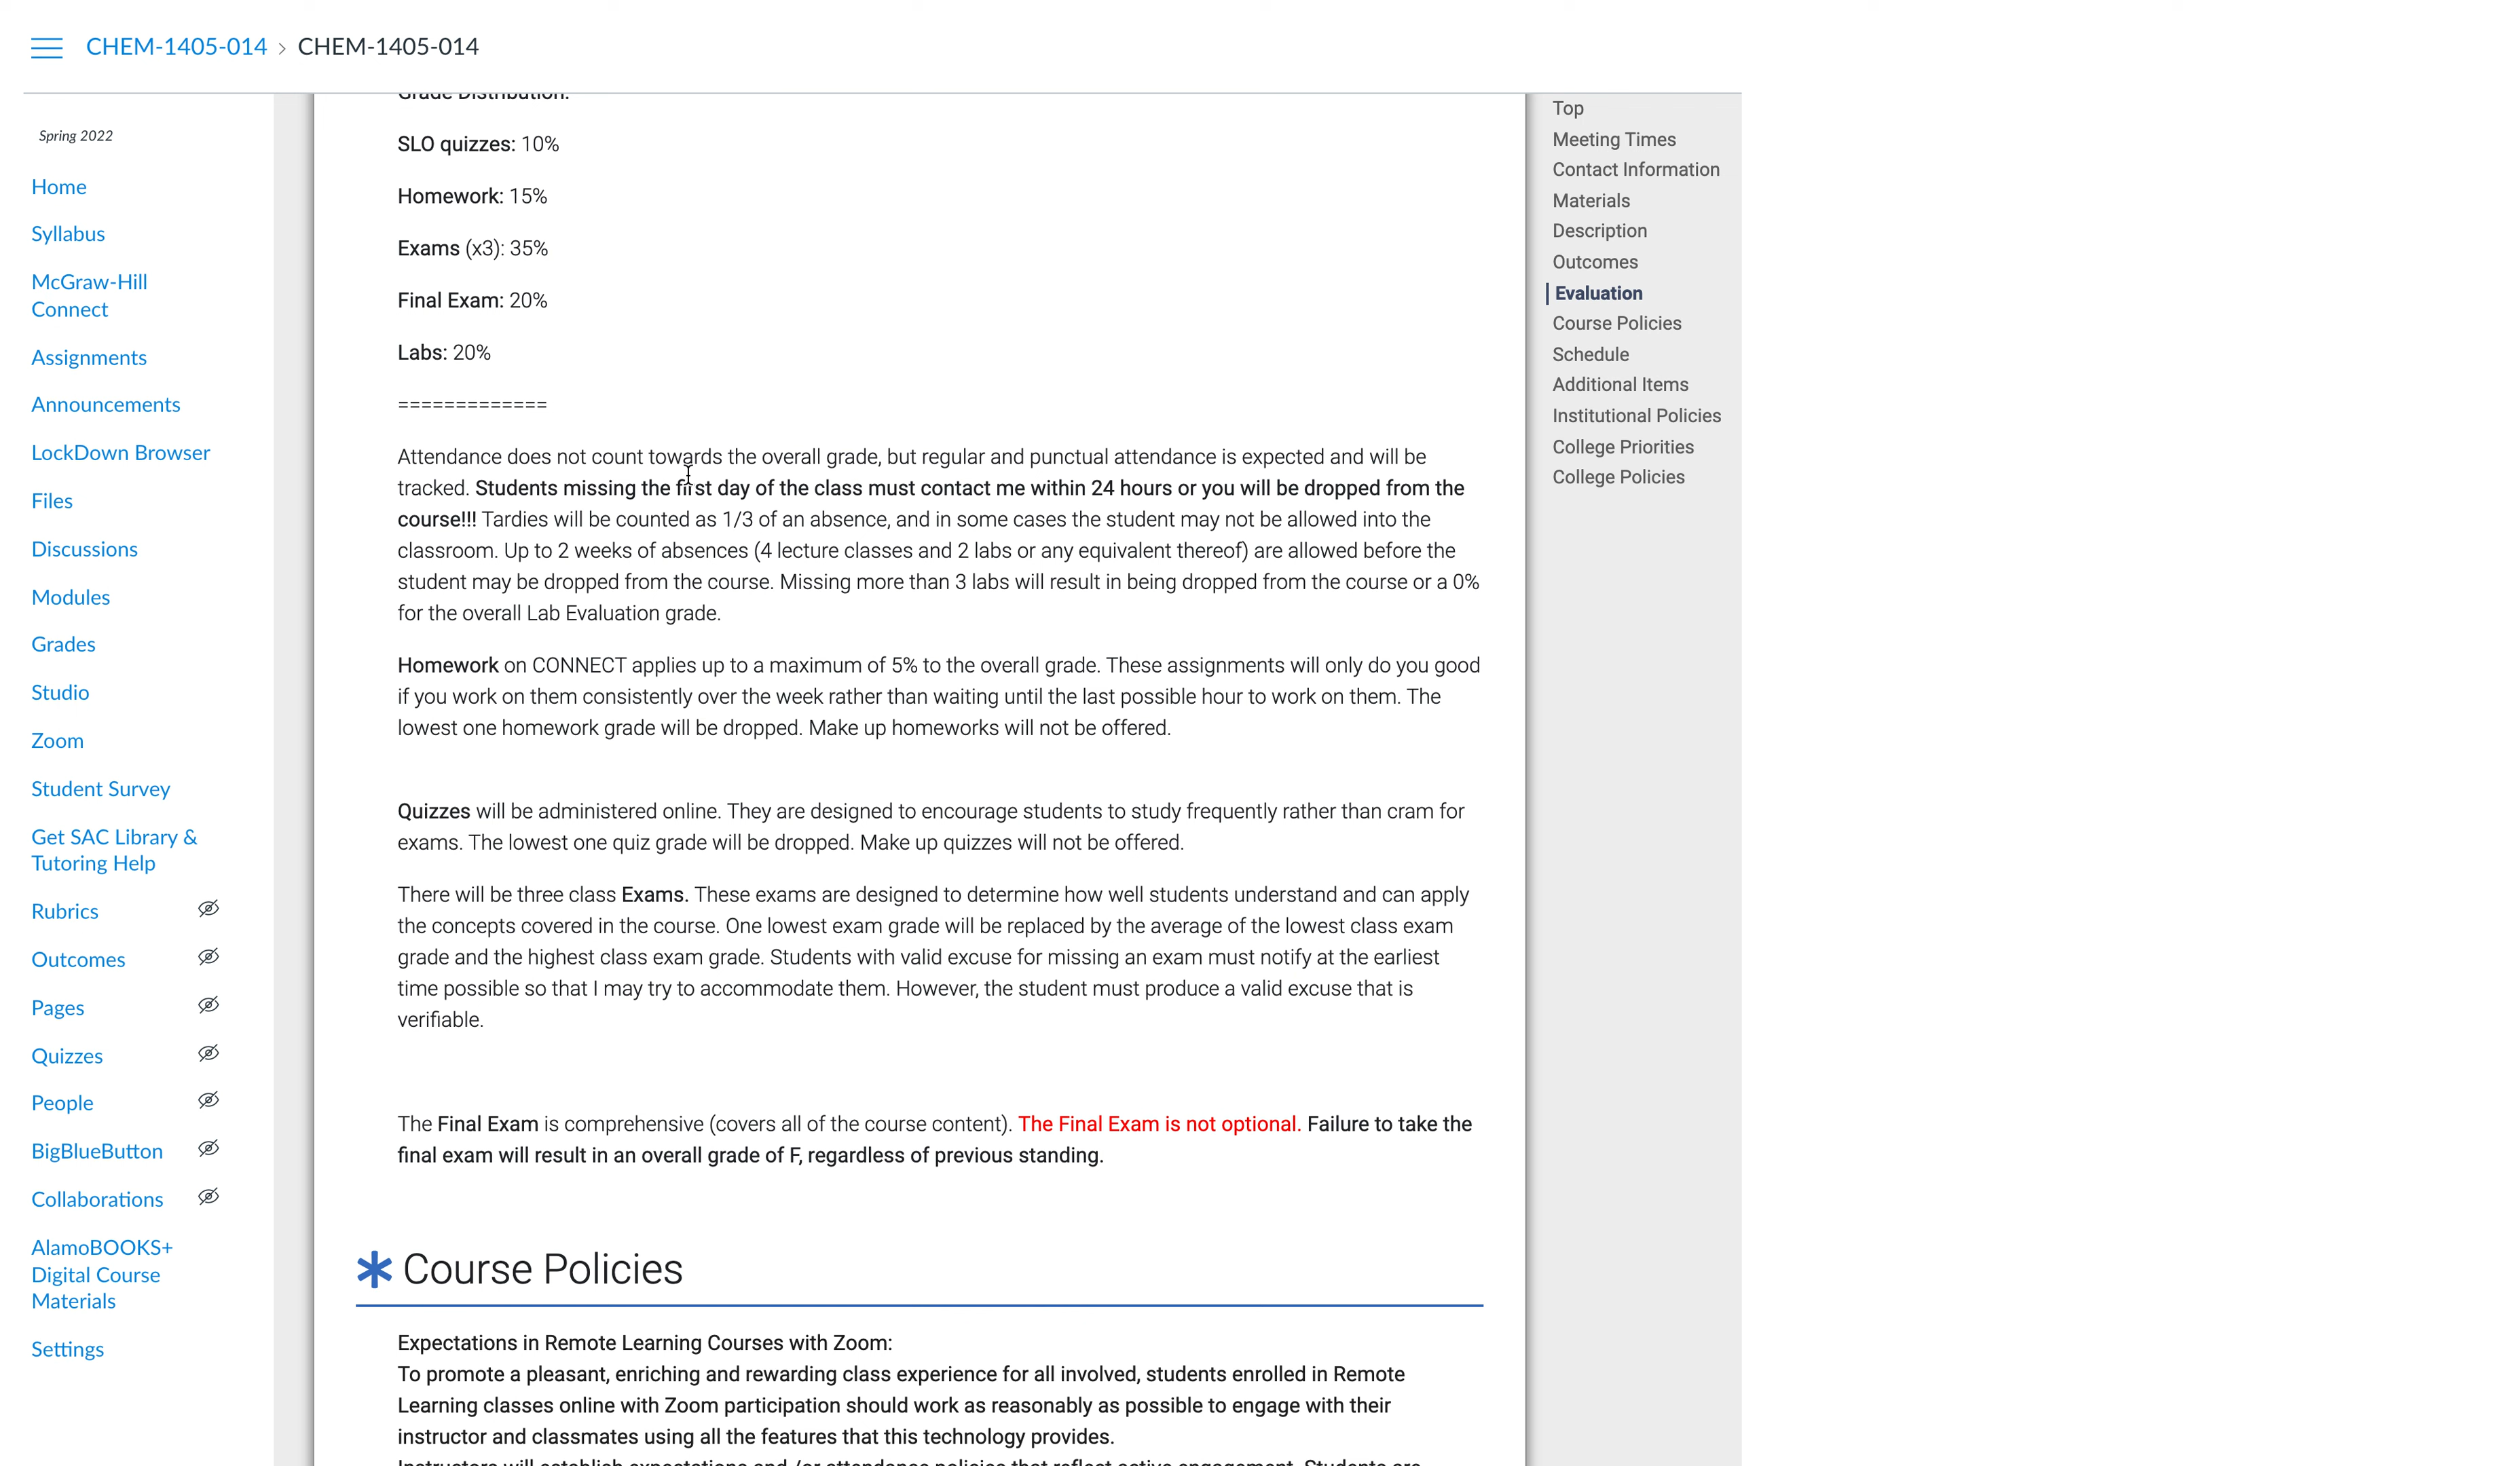 CHEM-1405-014 > CHEM-1405-014
Spring 2022
Home
Syllabus
McGraw-Hill
Connect
Assignments
Announcements
LockDown Browser
Files
Discussions
Modules
Grades
Studio
Zoom
Student Survey
Get SAC Library &
Tutoring Help
Rubrics
Outcomes
Pages
Quizzes
People
BigBlueButton
Collaborations
AlamoBOOKS+
Digital Course
Materials
Settings
Grade Distribution:
SLO quizzes: 10%
Homework: 15%
Exams (x3): 35%
Final Exam: 20%
Labs: 20%
=============
Attendance does not count towards the overall grade, but regular and punctual attendance is expected and will be
tracked. Students missing the first day of the class must contact me within 24 hours or you will be dropped from the
course!!! Tardies will be counted as 1/3 of an absence, and in some cases the student may not be allowed into the
classroom. Up to 2 weeks of absences (4 lecture classes and 2 labs or any equivalent thereof) are allowed before the
student may be dropped from the course. Missing more than 3 labs will result in being dropped from the course or a 0%
for the overall Lab Evaluation grade.
Homework on CONNECT applies up to a maximum of 5% to the overall grade. These assignments will only do you good
if you work on them consistently over the week rather than waiting until the last possible hour to work on them. The
lowest one homework grade will be dropped. Make up homeworks will not be offered.
Quizzes will be administered online. They are designed to encourage students to study frequently rather than cram for
exams. The lowest one quiz grade will be dropped. Make up quizzes will not be offered.
There will be three class Exams. These exams are designed to determine how well students understand and can apply
the concepts covered in the course. One lowest exam grade will be replaced by the average of the lowest class exam
grade and the highest class exam grade. Students with valid excuse for missing an exam must notify at the earliest
time possible so that I may try to accommodate them. However, the student must produce a valid excuse that is
verifiable.
The Final Exam is comprehensive (covers all of the course content). The Final Exam is not optional. Failure to take the
final exam will result in an overall grade of F, regardless of previous standing.
Course Policies
Expectations in Remote Learning Courses with Zoom:
To promote a pleasant, enriching and rewarding class experience for all involved, students enrolled in Remote
Learning classes online with Zoom participation should work as reasonably as possible to engage with their
instructor and classmates using all the features that this technology provides.
Instructors will establish expectations and /or attendance policies that reflect active engagement. Students are
Top
Meeting Times
Contact Information
Materials
Description
Outcomes
Evaluation
Course Policies
Schedule
Additional Items
Institutional Policies
College Priorities
College Policies